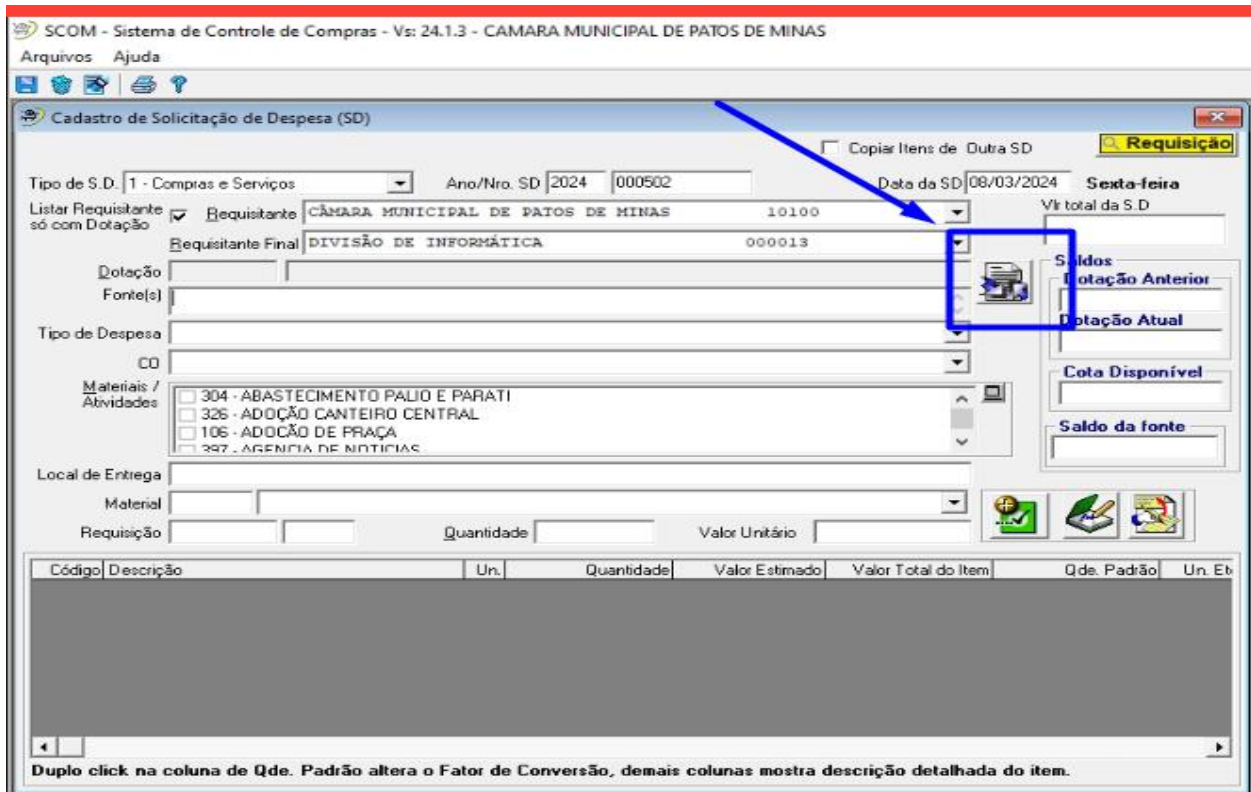 SCOM - Sistema de Controle de Compras - Vs: 24.1.3 - CAMARA MUNICIPAL DE PATOS DE MINAS
Arquivos Ajuda
Cadastro de Solicitação de Despesa (SD)
Copiar Itens de Outra SD Requisição
Tipo de S.D. 1 - Compras e Serviços Ano/Nro. SD 2024 000502 Data da SD 08/03/2024 Sexta-feira
Listar Requisitante só com Dotação Requisitante CÂMARA MUNICIPAL DE PATOS DE MINAS 10100 Vlr total da S.D
Requisitante Final DIVISÃO DE INFORMÁTICA 000013
Saldos
Dotação Dotação Anterior
Fonte(s)
Dotação Atual
Tipo de Despesa
CO
Cota Disponível
Materiais / Atividades
304 - ABASTECIMENTO PALIO E PARATI
326 - ADOÇÃO CANTEIRO CENTRAL
106 - ADOCÃO DE PRAÇA
397 - AGENCIA DE NOTICIAS
Saldo da fonte
Local de Entrega
Material
Requisição Quantidade Valor Unitário
Código Descrição Un. Quantidade Valor Estimado Valor Total do Item Qde. Padrão Un. Et
Duplo click na coluna de Qde. Padrão altera o Fator de Conversão, demais colunas mostra descrição detalhada do item.